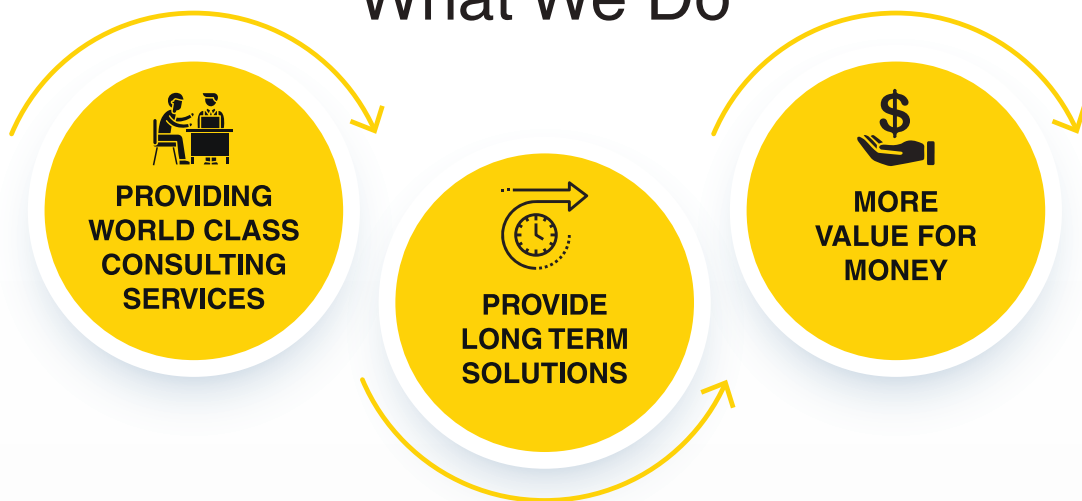 What We Do
PROVIDING
WORLD CLASS
CONSULTING
SERVICES
PROVIDE
LONG TERM
SOLUTIONS
$
MORE
VALUE FOR
MONEY